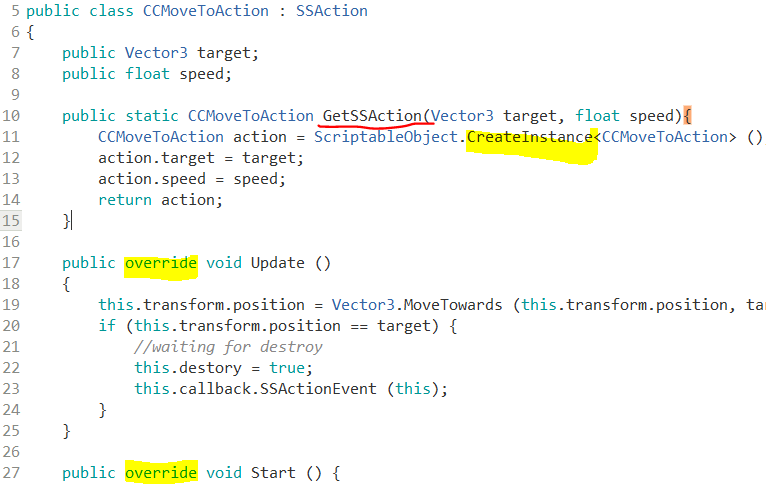 5 public class CCMoveToAction : SSAction
6 {
7 public Vector3 target;
8 public float speed;
9
10 public static CCMoveToAction GetSSAction(Vector3 target, float speed){
11 CCMoveToAction action = ScriptableObject.CreateInstance<CCMoveToAction> ()
12 action.target = target;
13 action.speed = speed;
14 return action;
15 }
16
17 public override void Update ()
18 {
19 this.transform.position = Vector3.MoveTowards (this.transform.position, tar
20 if (this.transform.position == target) {
21 //waiting for destroy
22 this.destory = true;
23 this.callback.SSActionEvent (this);
24 }
25 }
26
27 public override void Start () {